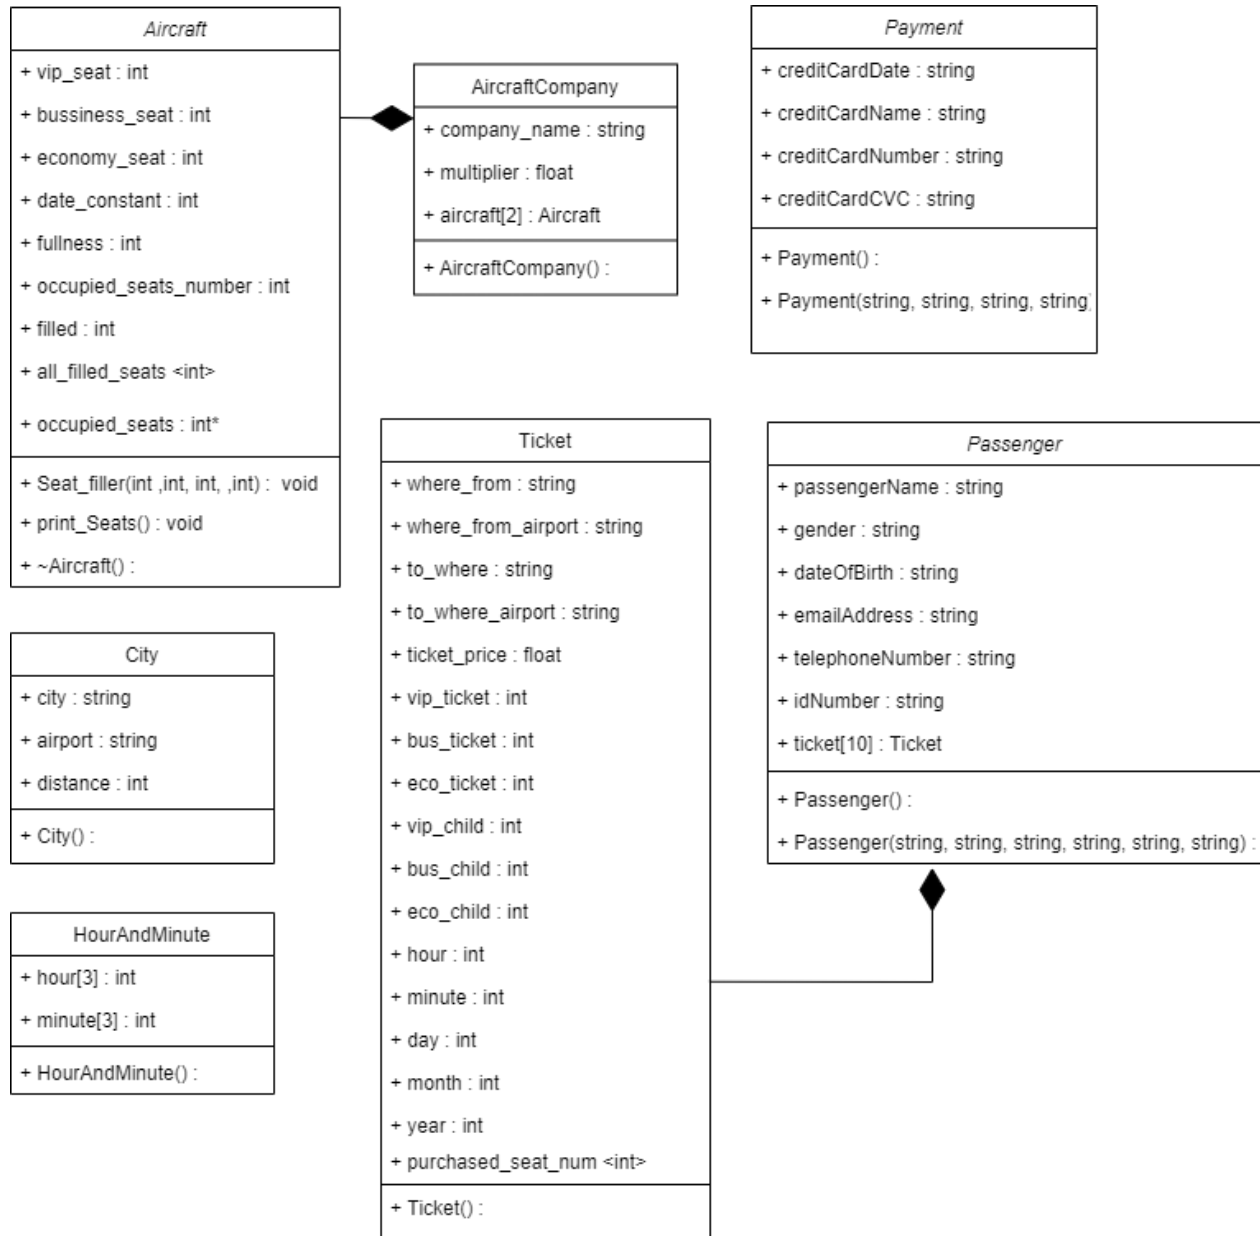 Aircraft
+ vip_seat : int
+ bussiness_seat : int
+ economy_seat : int
+ date_constant : int
+ fullness : int
+ occupied_seats_number : int
+ filled : int
+ all_filled_seats <int>
+ occupied_seats : int*
+ Seat_filler(int ,int, int, ,int) : void
+ print_Seats() : void
+ ~Aircraft() :
AircraftCompany
+ company_name : string
+ multiplier : float
+ aircraft[2] : Aircraft
+ AircraftCompany() :
Payment
+ creditCardDate : string
+ creditCardName : string
+ creditCardNumber : string
+ creditCardCVC : string
+ Payment() :
+ Payment(string, string, string, string)
City
+ city : string
+ airport : string
+ distance : int
+ City() :
HourAndMinute
+ hour[3] : int
+ minute[3] : int
+ HourAndMinute() :
Ticket
+ where_from : string
+ where_from_airport : string
+ to_where : string
+ to_where_airport : string
+ ticket_price : float
+ vip_ticket : int
+ bus_ticket : int
+ eco_ticket : int
+ vip_child : int
+ bus_child : int
+ eco_child : int
+ hour : int
+ minute : int
+ day : int
+ month : int
+ year : int
+ purchased_seat_num <int>
+ Ticket() :
Passenger
+ passengerName : string
+ gender : string
+ dateOfBirth : string
+ emailAddress : string
+ telephoneNumber : string
+ idNumber : string
+ ticket[10] : Ticket
+ Passenger() :
+ Passenger(string, string, string, string, string, string) :